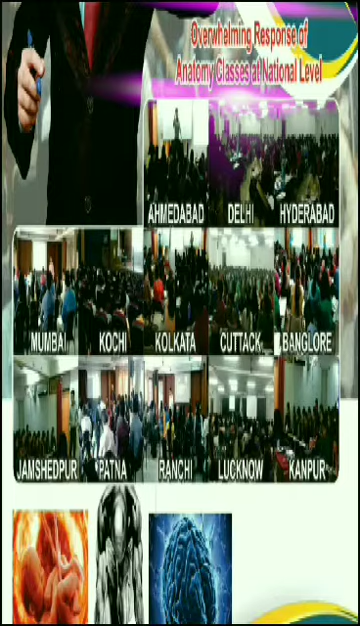 Overwhelming Response of
Anatomy Classes at National Level
AHMEDABAD DELHI HYDERABAD
MUMBAI KOCHI KOLKATA CUTTACK BANGLORE
JAMSHEDPUR PATNA RANCHI LUCKNOW KANPUR